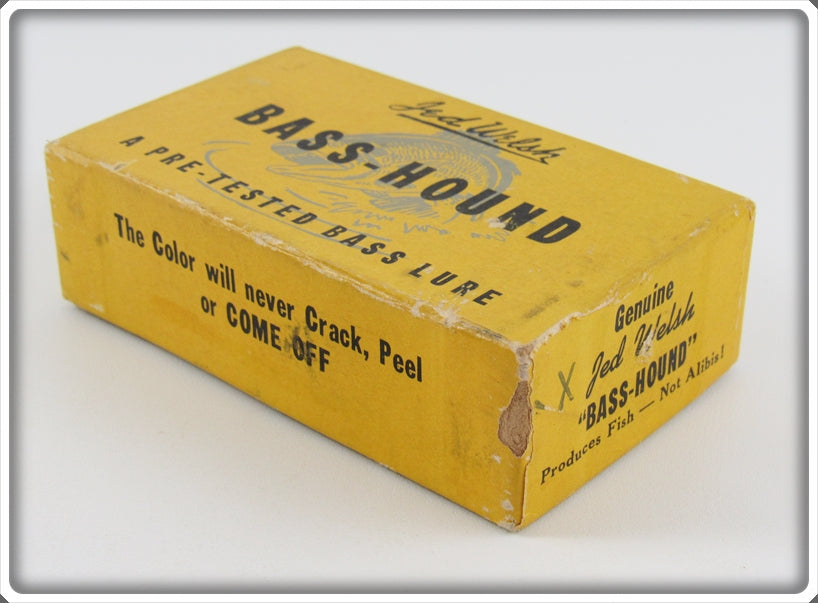 Jed Welsh
BASS-HOUND
A PRE-TESTED BASS LURE
The Color will never Crack, Peel
or COME OFF
Genuine
X Jed Welsh
"BASS-HOUND"
Produces Fish — Not Alibis!